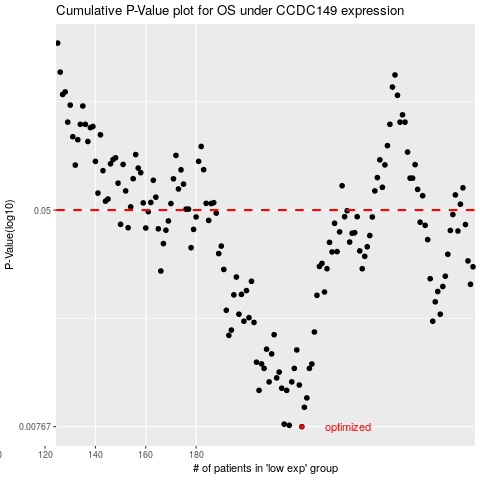 Cumulative P-Value plot for OS under CCDC149 expression
P-Value(log10)
0.05
0.00767
optimized
0 120 140 160 180
# of patients in 'low exp' group